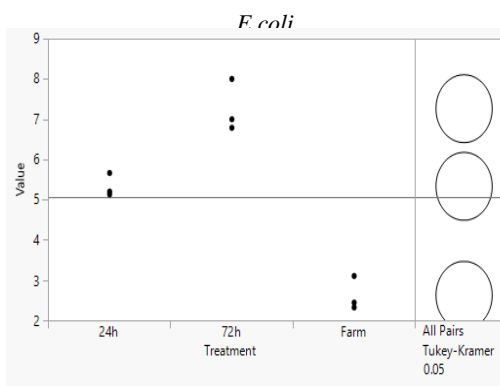 E coli
9
8
7
6
5
4
3
2
Value
24h 72h Farm
Treatment
All Pairs
Tukey-Kramer
0.05